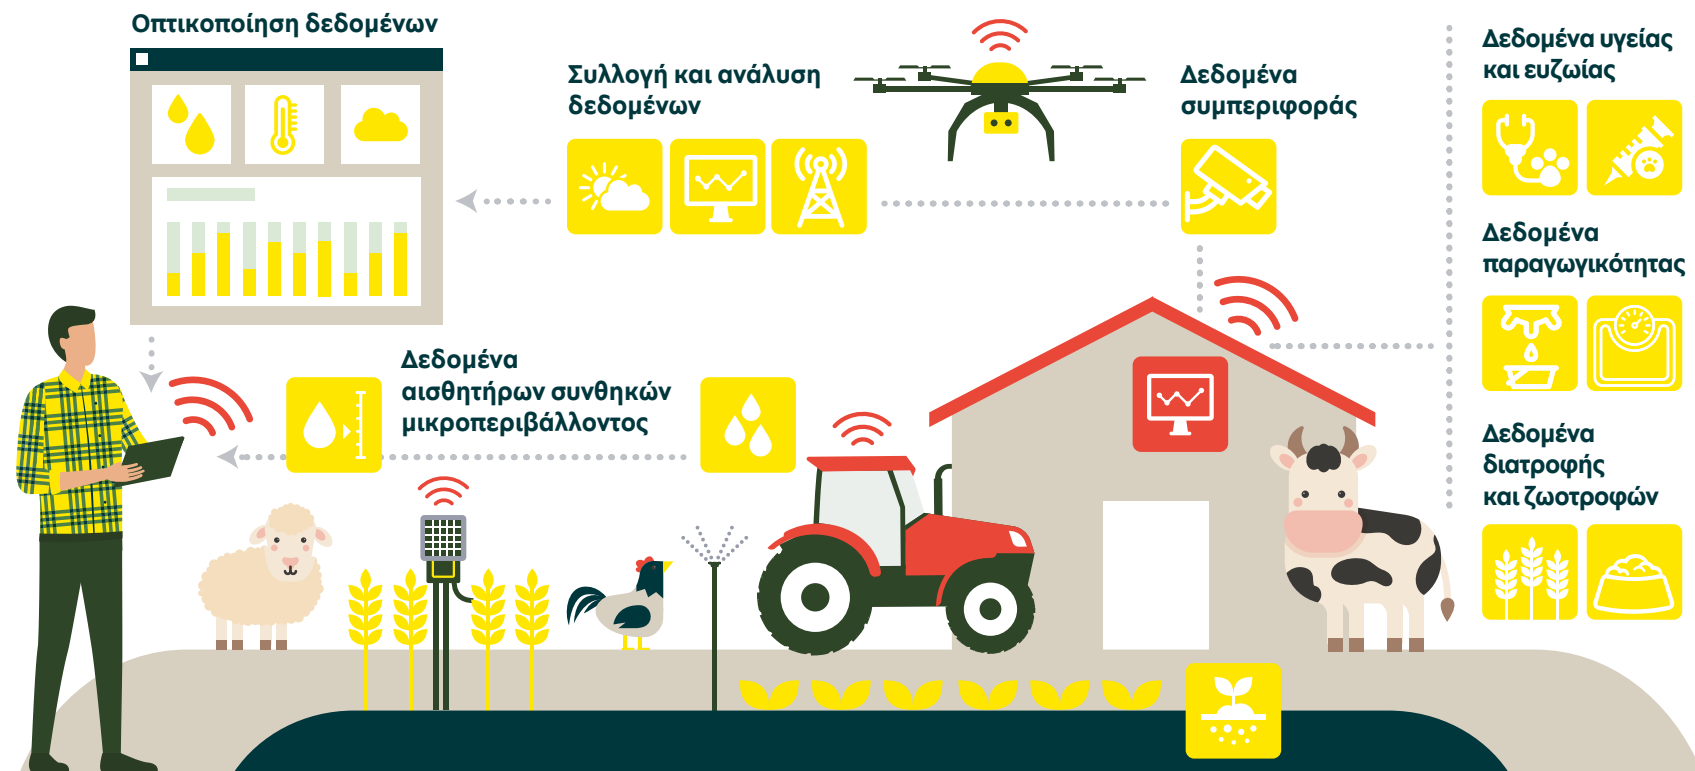 Οπτικοποίηση δεδομένων
Συλλογή και ανάλυση
δεδομένων
Δεδομένα
συμπεριφοράς
Δεδομένα υγείας
και ευζωίας
Δεδομένα
παραγωγικότητας
Δεδομένα
αισθητήρων συνθηκών
μικροπεριβάλλοντος
Δεδομένα
διατροφής
και ζωοτροφών